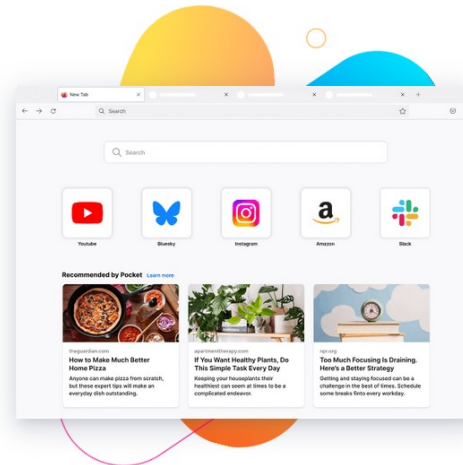 New Tab
Search
Search
Youtube
Bluesky
Instagram
Amazon
Slack
Recommended by Pocket Learn more
theguardian.com
How to Make Much Better
Home Pizza
Anyone can make pizza from scratch,
but these expert tips will make an
everyday dish outstanding.
apartmenttherapy.com
If You Want Healthy Plants, Do
This Simple Task Every Day
Keeping your houseplants their
healthiest can seem at times to be a
complicated endeavor.
npr.org
Too Much Focusing Is Draining.
Here's a Better Strategy
Getting and staying focused can be a
challenge in the best of times. Schedule
some breaks finto every workday.